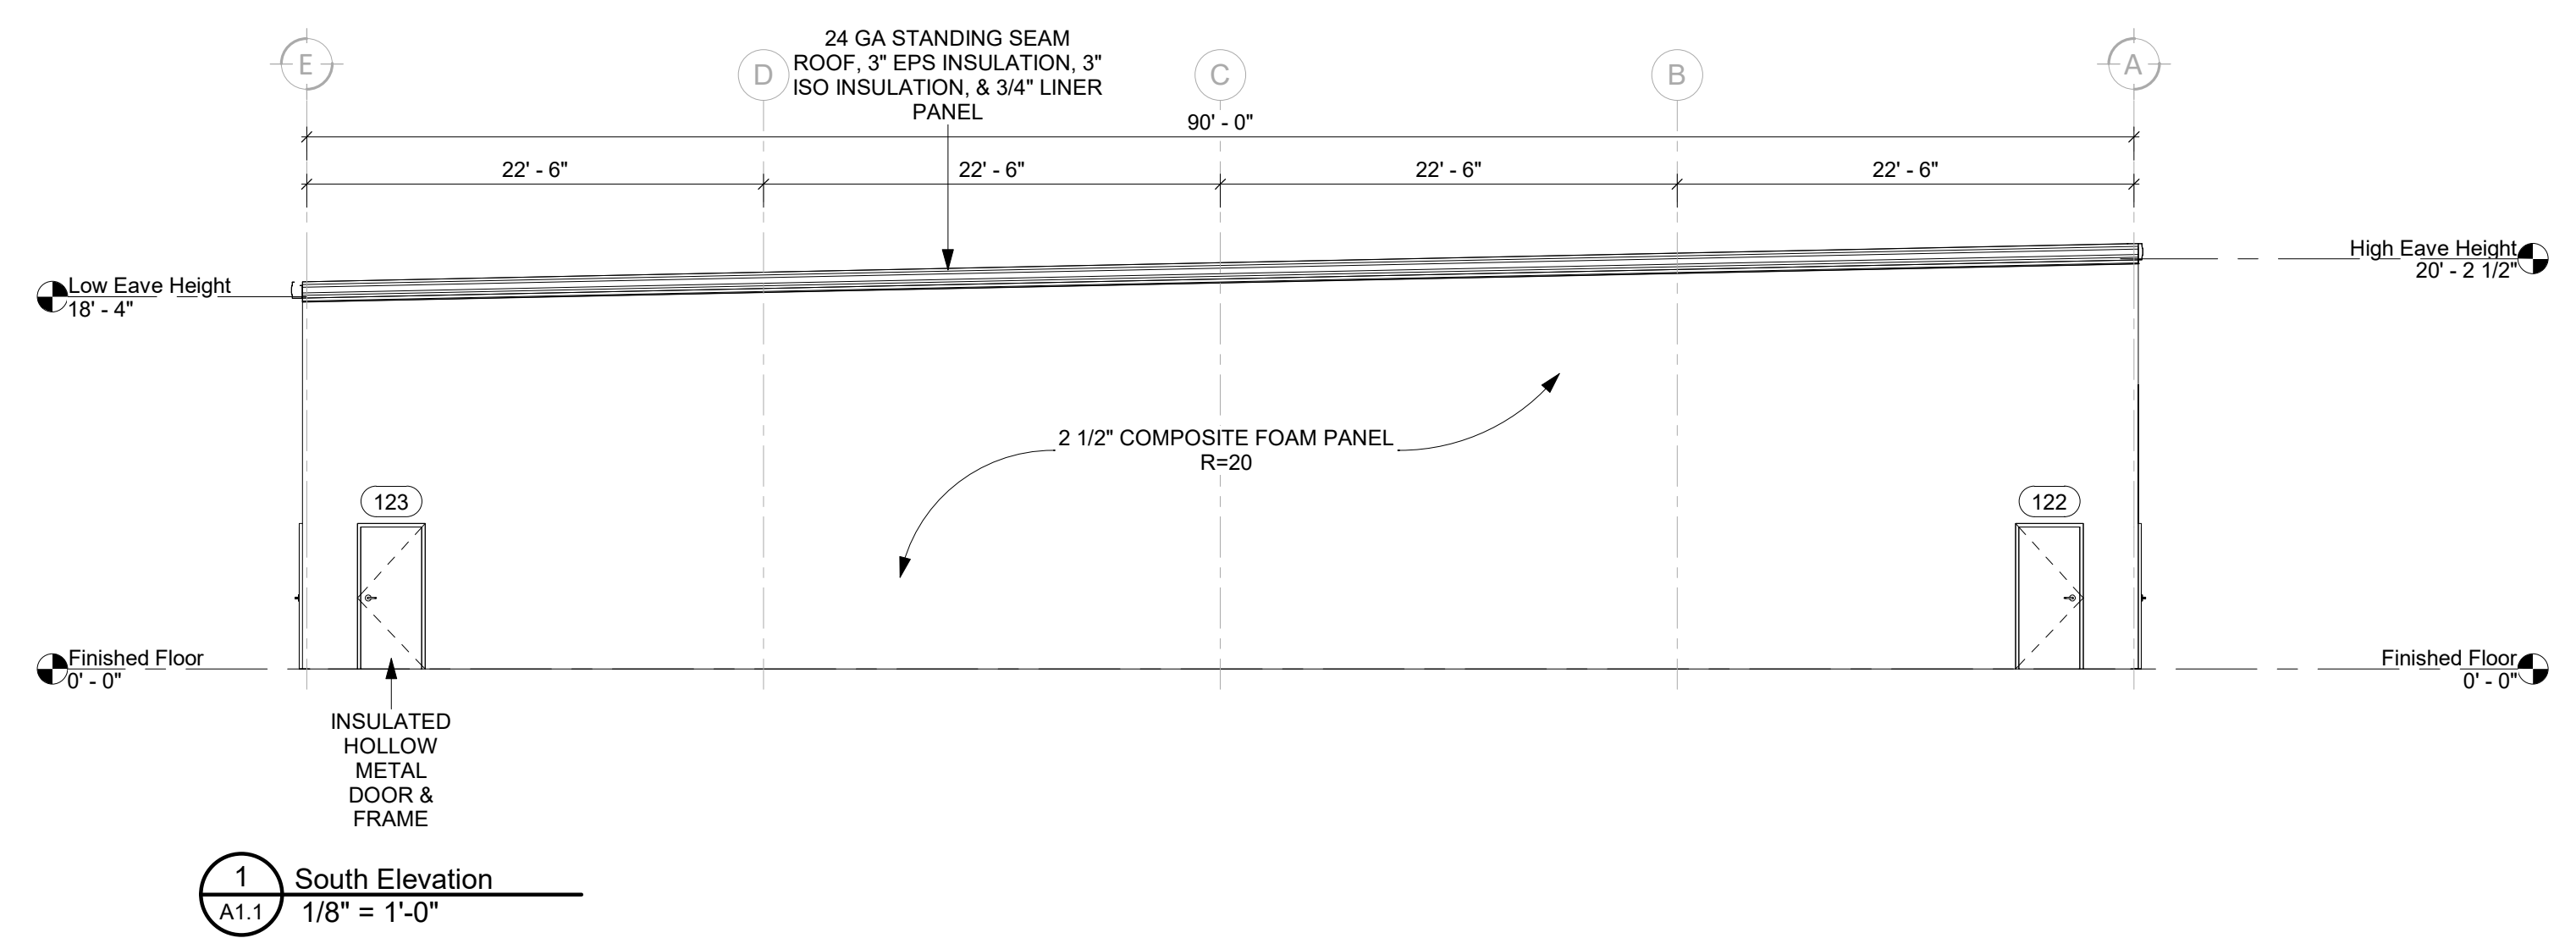 E
D
C
B
A
24 GA STANDING SEAM
ROOF, 3" EPS INSULATION, 3"
ISO INSULATION, & 3/4" LINER
PANEL
90' - 0"
22' - 6"
22' - 6"
22' - 6"
22' - 6"
Low Eave Height
18' - 4"
High Eave Height
20' - 2 1/2"
2 1/2" COMPOSITE FOAM PANEL
R=20
123
122
Finished Floor
0' - 0"
Finished Floor
0' - 0"
INSULATED
HOLLOW
METAL
DOOR &
FRAME
1
South Elevation
A1.1
1/8" = 1'-0"